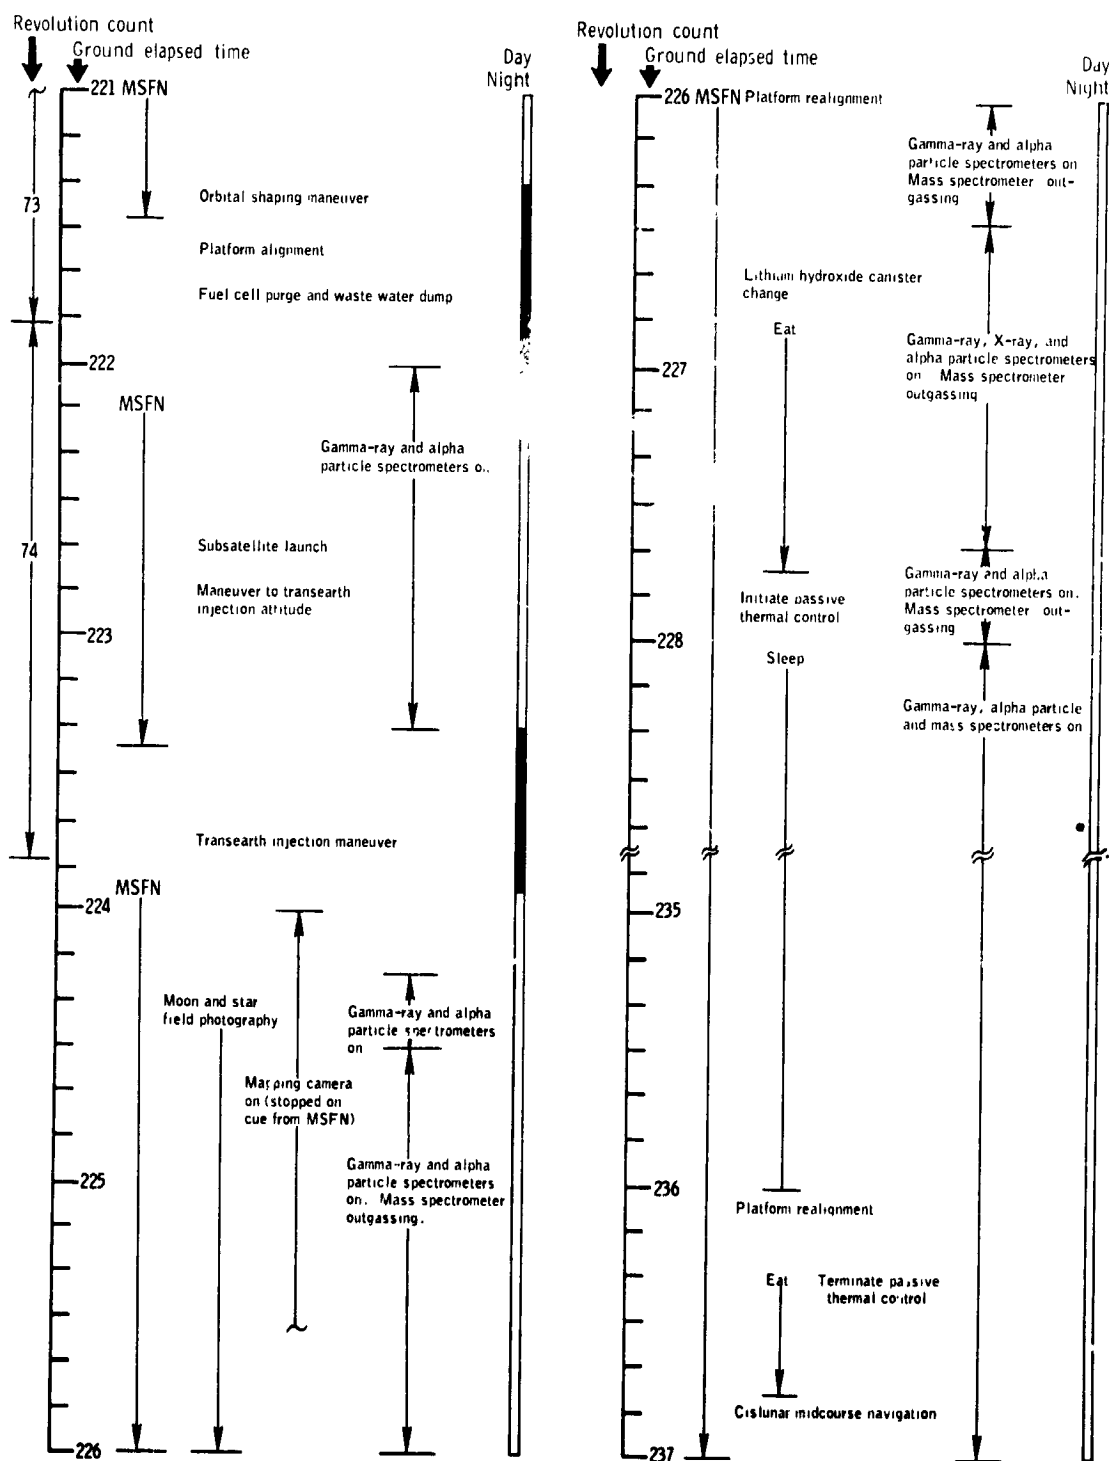 Revolution count
Ground elapsed time
Day
Night
221 MSFN
Orbital shaping maneuver
73
Platform alignment
Fuel cell purge and waste water dump
222
MSFN
Gamma-ray and alpha
particle spectrometers
Subsatellite launch
74
Maneuver to transearth
injection attitude
223
Transearth injection maneuver
MSFN
224
Moon and star
field photography
Gamma-ray and alpha
particle spectrometers
on
Mapping camera
on (stopped on
cue from MSFN)
Gamma-ray and alpha
particle spectrometers
on. Mass spectrometer
outgassing.
225
226
Revolution count
Ground elapsed time
Day
Night
226 MSFN Platform realignment
Gamma-ray and alpha
particle spectrometers on
Mass spectrometer out-
gassing
Lithium hydroxide canister
change
Eat
Gamma-ray, X-ray, and
alpha particle spectrometers
on Mass spectrometer
outgassing
227
Gamma-ray and alpha
particle spectrometers on.
Mass spectrometer out-
gassing
Initiate passive
thermal control
228
Sleep
Gamma-ray, alpha particle
and mass spectrometers on
235
236
Platform realignment
Eat Terminate passive
thermal control
Cislunar midcourse navigation
237